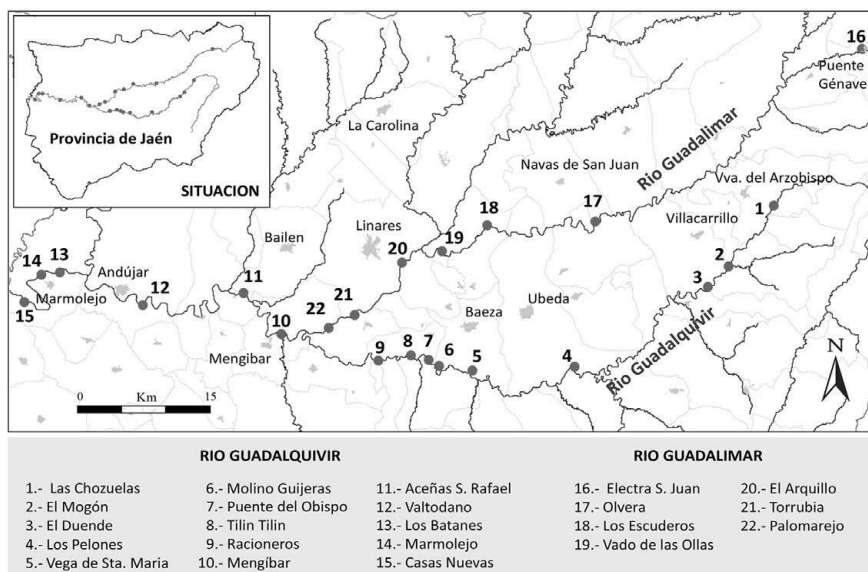 Provincia de Jaén
SITUACION
16
Puente
Génave
La Carolina
Rio Guadalimar
Navas de San Juan
Vva. del Arzobispo
17
1
18
Villacarrillo
Linares
Bailen
20
19
2
14
13
Andújar
11
3
12
Marmolejo
15
22
21
Baeza
Ubeda
10
Mengibar
9
8
7
6
5
4
Rio Guadalquivir
N
Km
0
15
RIO GUADALQUIVIR
RIO GUADALIMAR
1.- Las Chozuelas
2.- El Mogón
3.- El Duende
4.- Los Pelones
5.- Vega de Sta. Maria
6.- Molino Guijeras
7.- Puente del Obispo
8.- Tilin Tilin
9.- Racioneros
10.- Mengíbar
11.- Aceñas S. Rafael
12.- Valtodano
13.- Los Batanes
14.- Marmolejo
15.- Casas Nuevas
16.- Electra S. Juan
17.- Olvera
18.- Los Escuderos
19.- Vado de las Ollas
20.- El Arquillo
21.- Torrubia
22.- Palomarejo